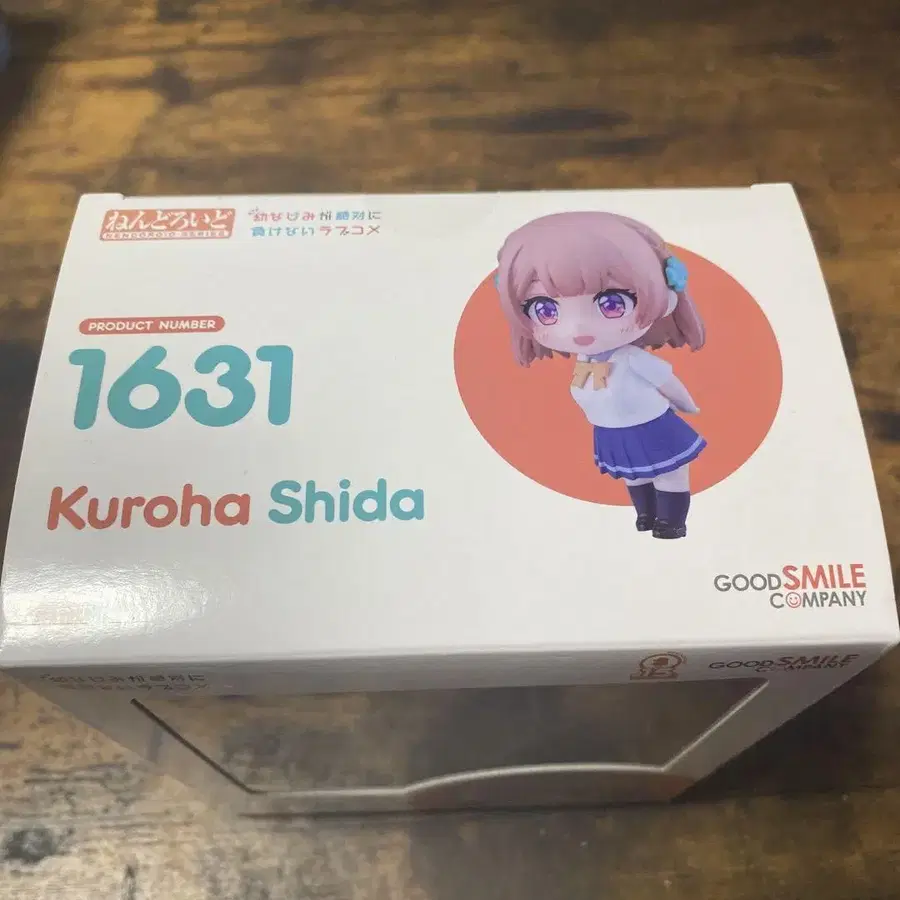 ねんどろいど
NENDOROID SERIES
幼なじみが絶対に
負けないラブコメ
PRODUCT NUMBER
1631
Kuroha Shida
GOOD SMILE
COMPANY
幼なじみが絶対に
負けないラブコメ
GOOD SMILE
COMPANY